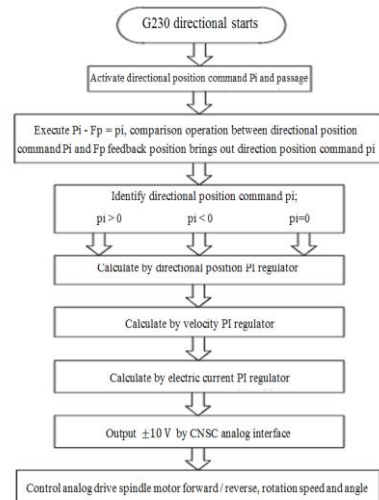 G230 directional starts
Activate directional position command Pi and passage
Execute Pi - Fp = pi, comparison operation between directional position
command Pi and Fp feedback position brings out direction position command pi
Identify directional position command pi;
pi > 0 pi < 0 pi=0
Calculate by directional position PI regulator
Calculate by velocity PI regulator
Calculate by electric current PI regulator
Output ±10 V by CNSC analog interface
Control analog drive spindle motor forward / reverse, rotation speed and angle